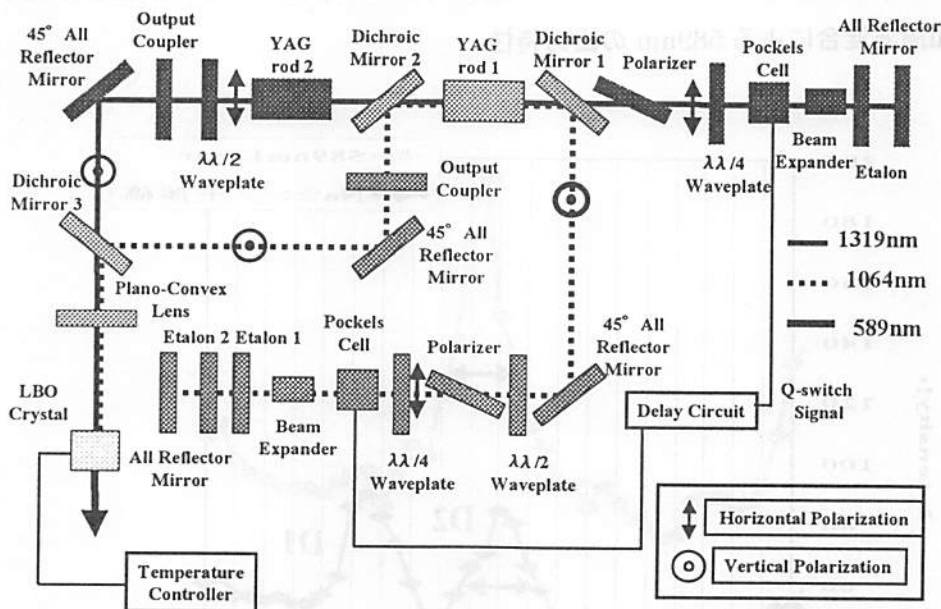 45° All
Reflector
Mirror
Output
Coupler
YAG
rod 2
Dichroic
Mirror 2
YAG
rod 1
Dichroic
Mirror 1
Polarizer
Pockels
Cell
All Reflector
Mirror
λλ/2
Waveplate
λλ/4
Waveplate
Beam
Expander
Etalon
Dichroic
Mirror 3
Output
Coupler
45° All
Reflector
Mirror
1319nm
1064nm
589nm
Plano-Convex
Lens
Etalon 2
Etalon 1
Pockels
Cell
Polarizer
45° All
Reflector
Mirror
LBO
Crystal
All Reflector
Mirror
Beam
Expander
λλ/4
Waveplate
λλ/2
Waveplate
Delay Circuit
Q-switch
Signal
Temperature
Controller
Horizontal Polarization
Vertical Polarization